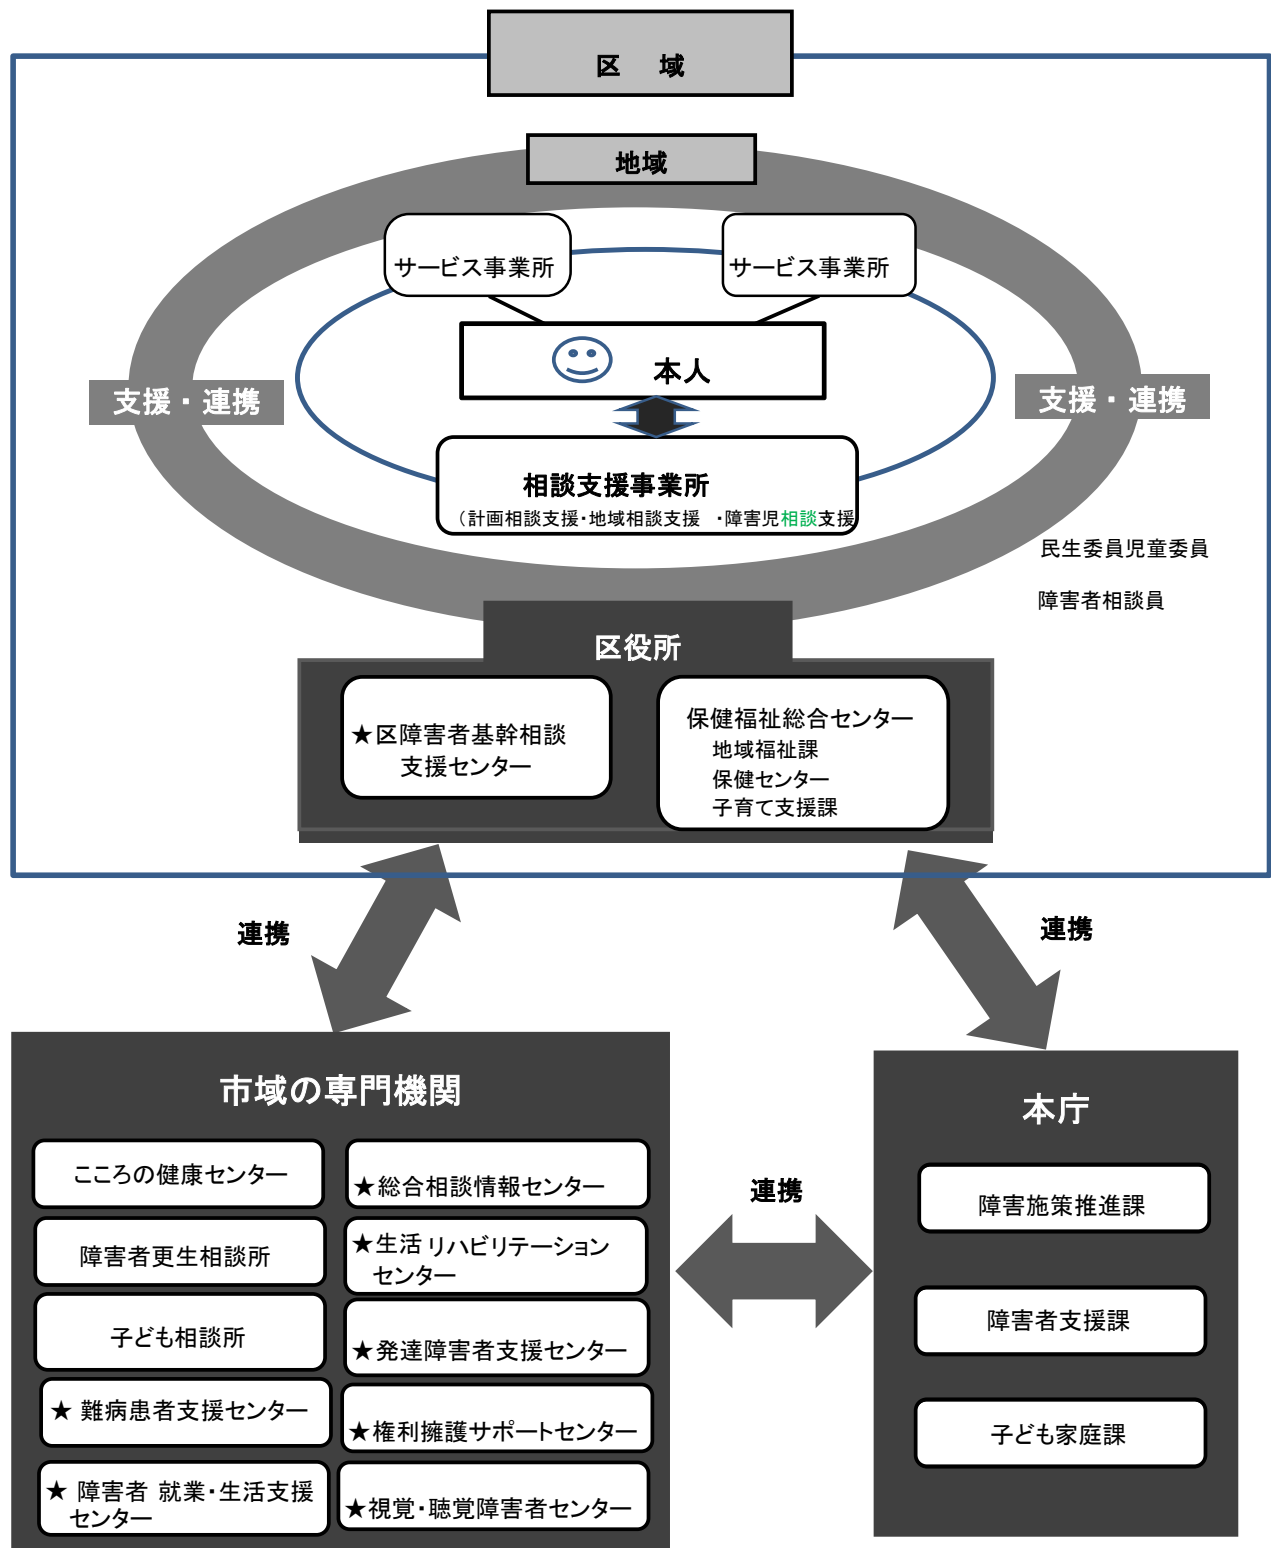 区 域
地域
サービス事業所
サービス事業所
本人
支援・連携
支援・連携
相談支援事業所
（計画相談支援・地域相談支援 ・障害児相談支援
民生委員児童委員
障害者相談員
区役所
★区障害者基幹相談
支援センター
保健福祉総合センター
地域福祉課
保健センター
子育て支援課
連携
連携
市域の専門機関
こころの健康センター
障害者更生相談所
子ども相談所
★ 難病患者支援センター
★ 障害者 就業・生活支援
センター
★総合相談情報センター
★生活 リハビリテーション
センター
★発達障害者支援センター
★権利擁護サポートセンター
★視覚・聴覚障害者センター
連携
本庁
障害施策推進課
障害者支援課
子ども家庭課